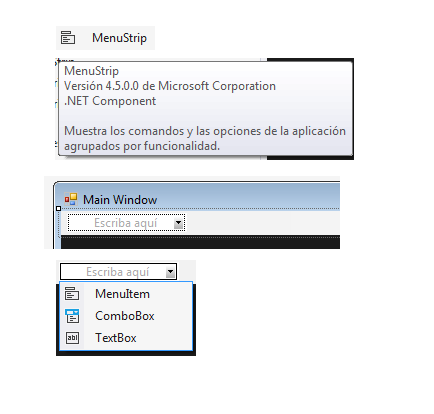 MenuStrip
MenuStrip
Versión 4.5.0.0 de Microsoft Corporation
.NET Component
Muestra los comandos y las opciones de la aplicación
agrupados por funcionalidad.
Main Window
Escriba aquí
Escriba aquí
MenuItem
ComboBox
abl TextBox